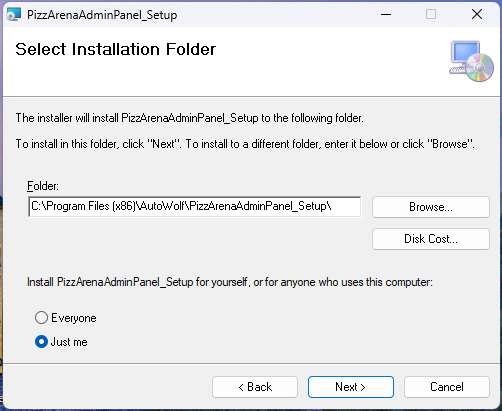 PizzArenaAdminPanel_Setup
Select Installation Folder
The installer will install PizzArenaAdminPanel_Setup to the following folder.
To install in this folder, click "Next". To install to a different folder, enter it below or click "Browse".
Folder:
C:\Program Files (x86)\AutoWolf\PizzArenaAdminPanel_Setup\
Browse...
Disk Cost...
Install PizzArenaAdminPanel_Setup for yourself, or for anyone who uses this computer:
Everyone
Just me
< Back
Next >
Cancel